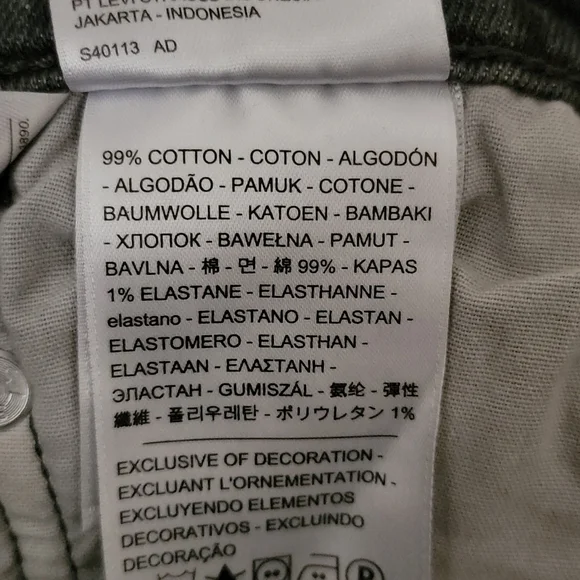 JAKARTA - INDONESIA
S40113 AD
890.
99% COTTON - COTON - ALGODÓN
- ALGODÃO - PAMUK - COTONE -
BAUMWOLLE - KATOEN - BAMBAKI
- ХЛОПОК - BAWEŁNA - PAMUT -
BAVLNA - 棉 - 면 - 綿 99% - KAPAS
1% ELASTANE - ELASTHANNE -
elastano - ELASTANO - ELASTAN -
ELASTOMERO - ELASTHAN -
ELASTAAN - ΕΛΑΣΤΑΝΗ -
ЭЛАСТАН - GUMISZÁL - 氨纶 - 彈性
纖維 - 폴리우레탄 - ポリウレタン 1%
EXCLUSIVE OF DECORATION -
EXCLUANT L'ORNEMENTATION -
EXCLUYENDO ELEMENTOS
DECORATIVOS - EXCLUINDO
DECORAÇÃO